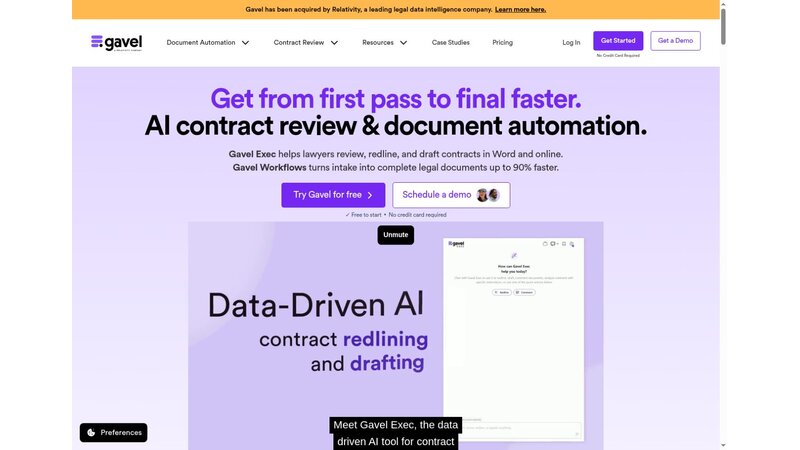 Gavel has been acquired by Relativity, a leading legal data intelligence company. Learn more here.
gavel
Document Automation
Contract Review
Resources
Case Studies
Pricing
Log In
Get Started
Get a Demo
No Credit Card Required
Get from first pass to final faster.
AI contract review & document automation.
Gavel Exec helps lawyers review, redline, and draft contracts in Word and online.
Gavel Workflows turns intake into complete legal documents up to 90% faster.
Try Gavel for free
Schedule a demo
✓ Free to start • No credit card required
Unmute
gavel
How can Gavel Exec
help you today?
Data-Driven AI
contract redlining
and drafting
Meet Gavel Exec, the data
driven AI tool for contract
Preferences